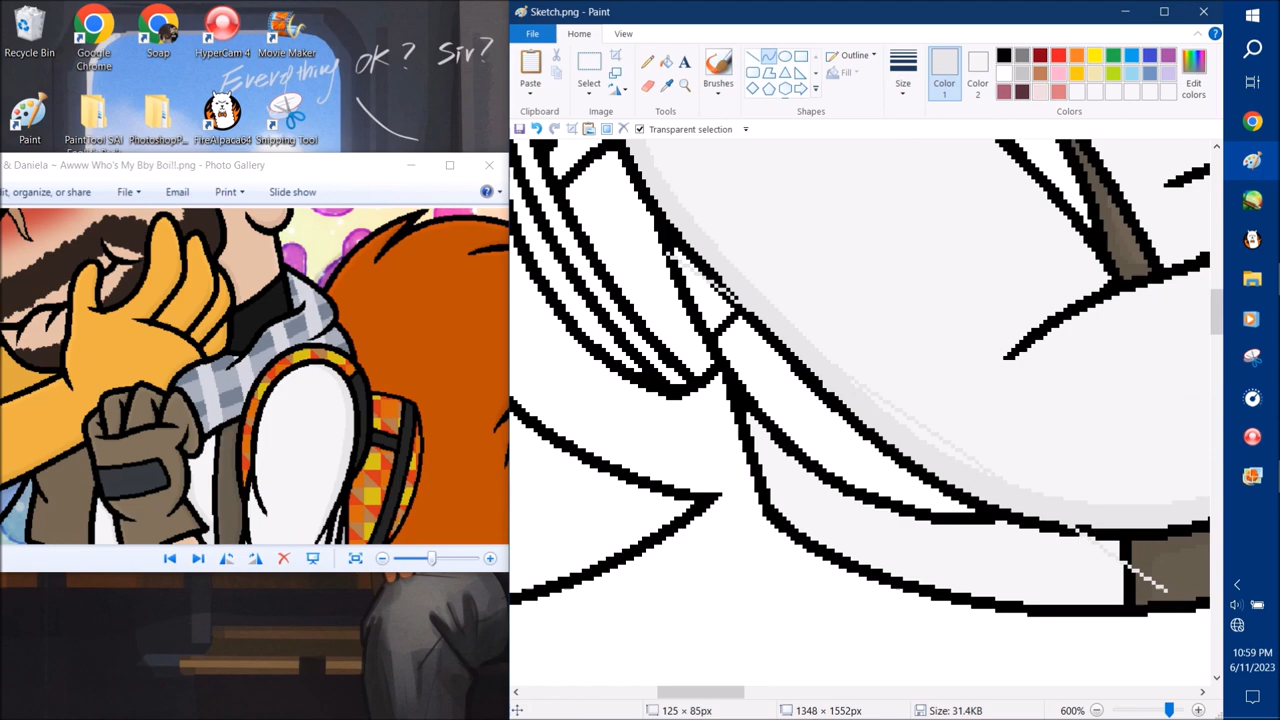 Recycle Bin
Google Chrome
Soap
HyperCam 4
Movie Maker
Everything ok? Sir?
Paint
PaintTool SAI
PhotoshopP...
FireAlpaca64
Snipping Tool
& Daniela ~ Awww Who's My Bby Boi!!.png - Photo Gallery
it, organize, or share
File
Email
Print
Slide show
Sketch.png - Paint
File
Home
View
Paste
Select
Brushes
Outline
Fill
Size
Color 1
Color 2
Edit colors
Clipboard
Image
Tools
Shapes
Colors
Transparent selection
125 × 85px
1348 × 1552px
Size: 31.4KB
600%
10:59 PM
6/11/2023